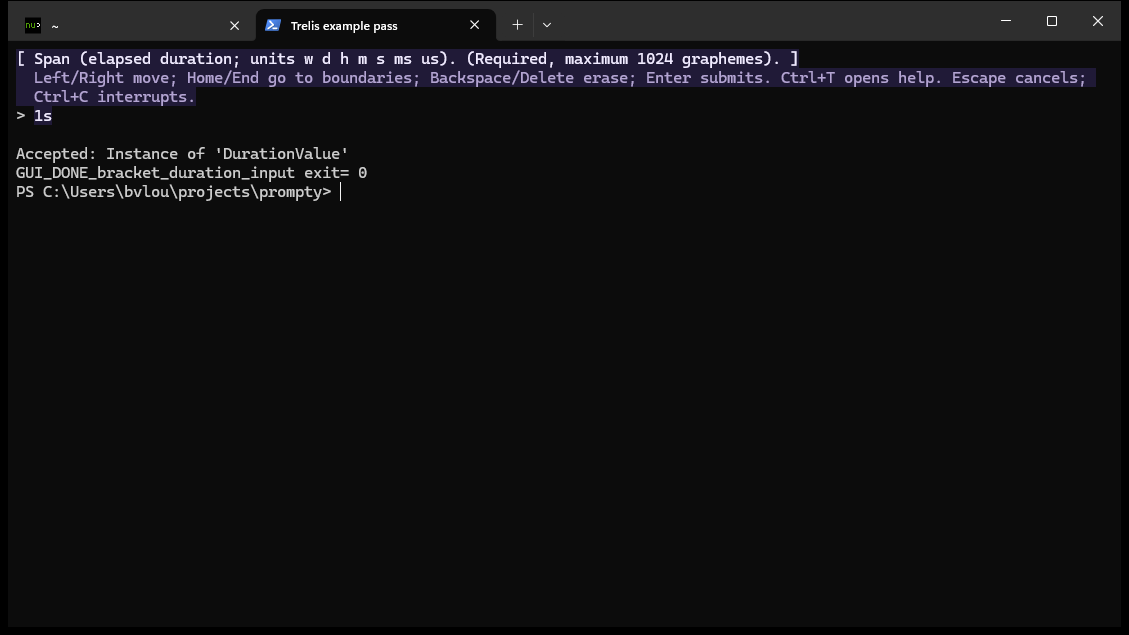 nu> ~
Trelis example pass
[ Span (elapsed duration; units w d h m s ms us). (Required, maximum 1024 graphemes). ]
Left/Right move; Home/End go to boundaries; Backspace/Delete erase; Enter submits. Ctrl+T opens help. Escape cancels;
Ctrl+C interrupts.
> 1s
Accepted: Instance of 'DurationValue'
GUI_DONE_bracket_duration_input exit= 0
PS C:\Users\bvlou\projects\prompty>